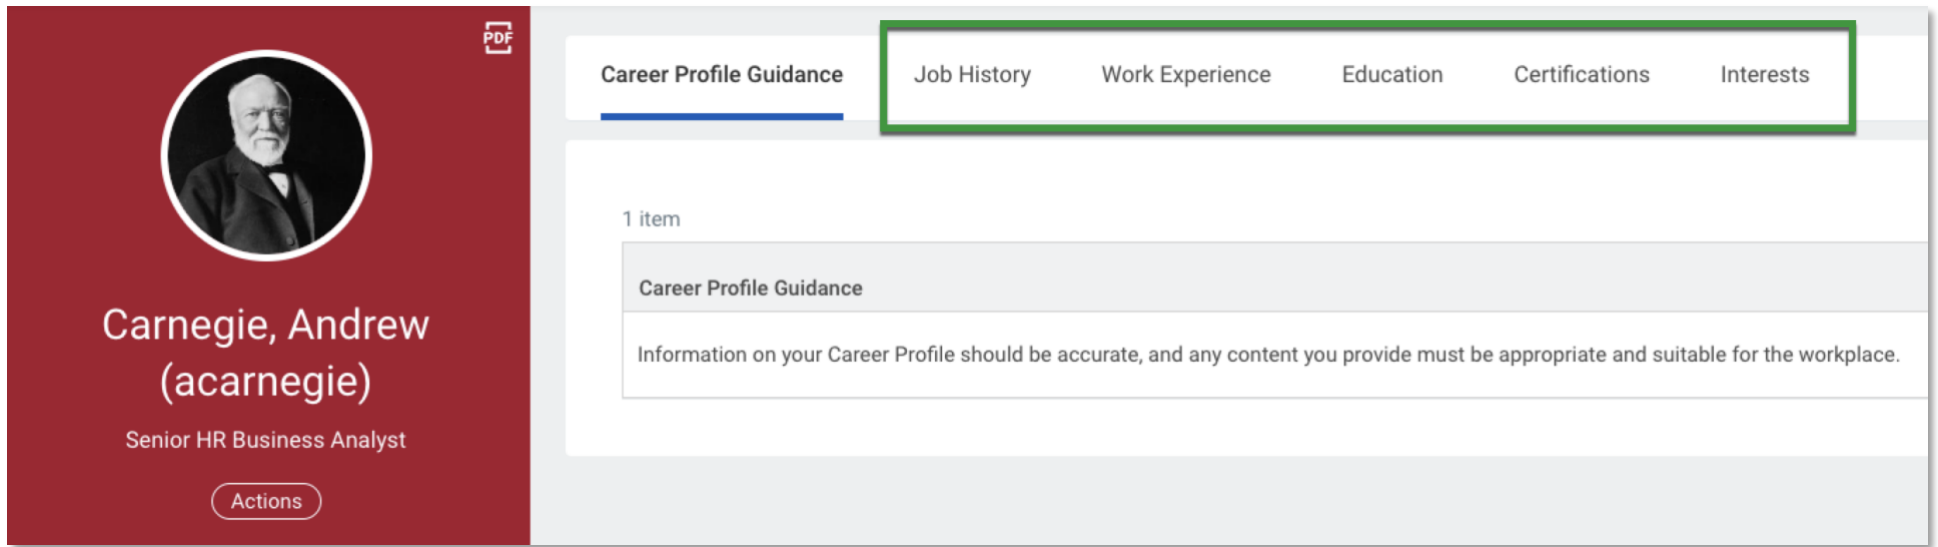 PDF
Carnegie, Andrew
(acarnegie)
Senior HR Business Analyst
Actions
Career Profile Guidance Job History Work Experience Education Certifications Interests
1 item
Career Profile Guidance
Information on your Career Profile should be accurate, and any content you provide must be appropriate and suitable for the workplace.